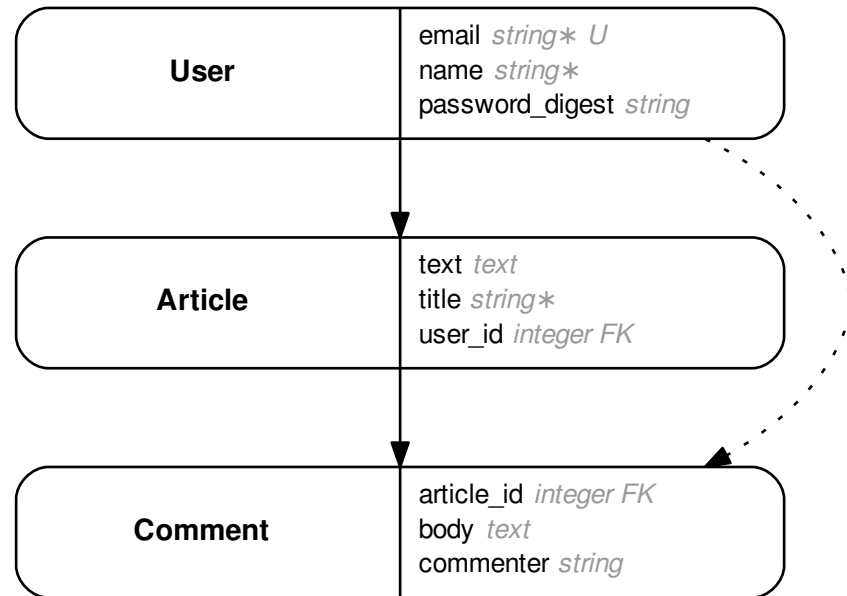 User
email string∗ U
name string∗
password_digest string
Article
text text
title string∗
user_id integer FK
Comment
article_id integer FK
body text
commenter string